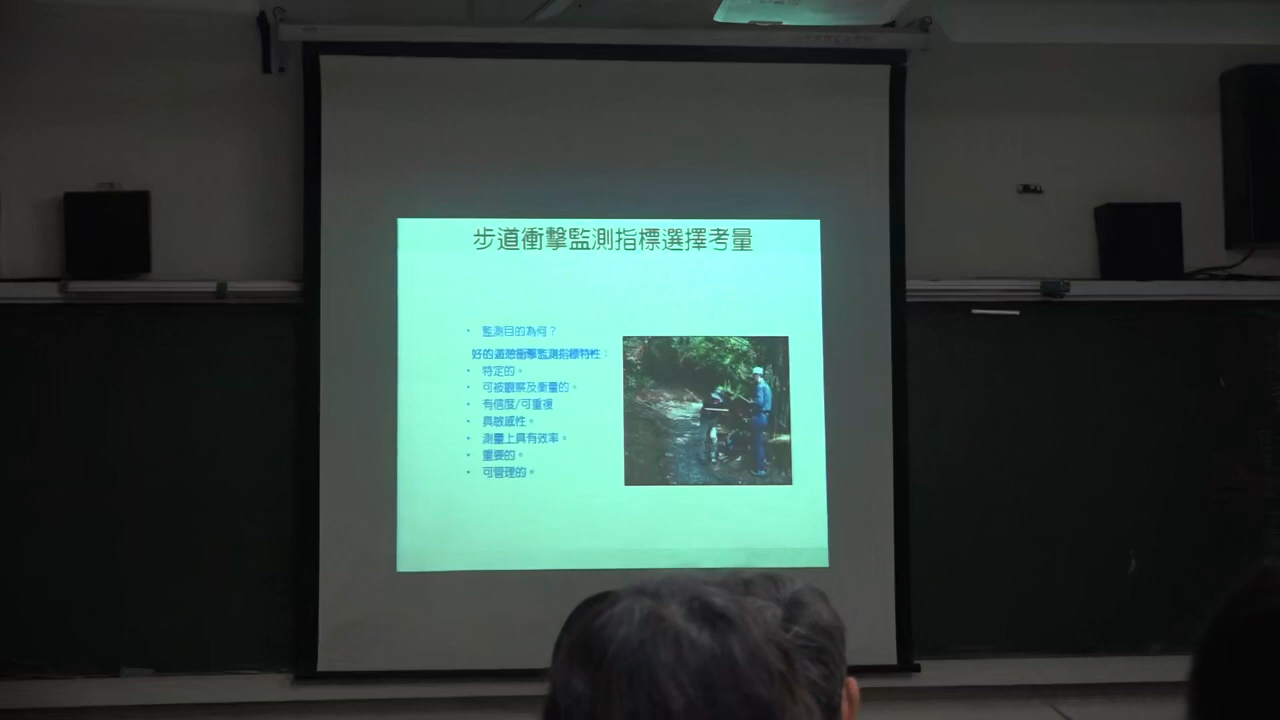 步道衝擊監測指標選擇考量
• 監測目的為何？
好的遊憩衝擊監測指標特性：
• 特定的。
• 可被觀察及衡量的。
• 有信度/可重複
• 具敏感性。
• 測量上具有效率。
• 重要的。
• 可管理的。